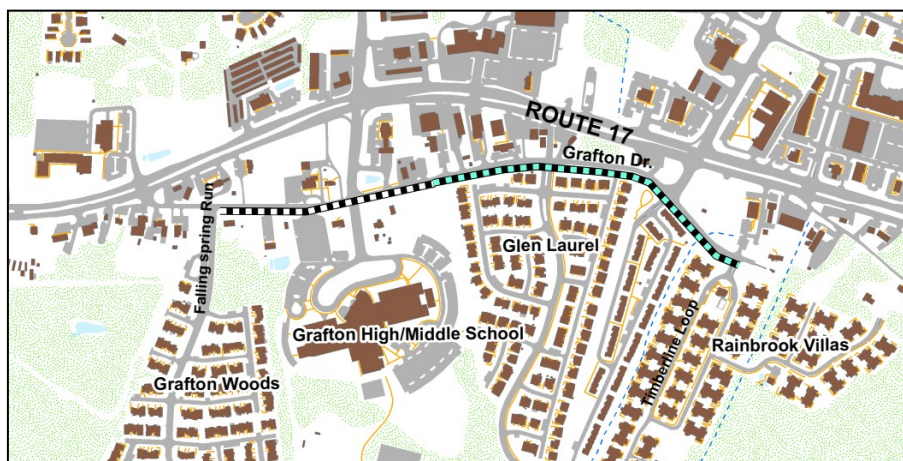 ROUTE 17
Grafton Dr.
Falling spring Run
Glen Laurel
Grafton High/Middle School
Timberline Loop
Rainbrook Villas
Grafton Woods